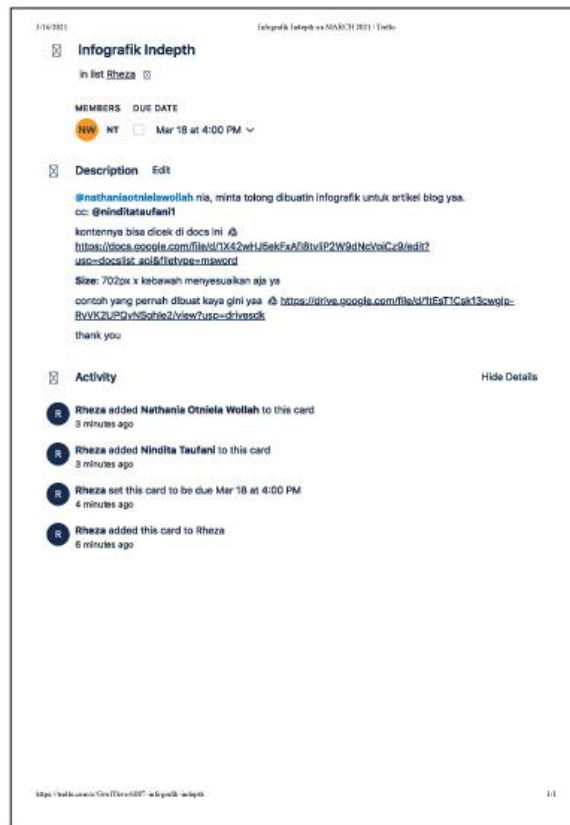 3/16/2021 Infografik Indepth on MARCH 2021 | Trello
Infografik Indepth
in list Rheza
MEMBERS DUE DATE
NW NT Mar 18 at 4:00 PM
Description Edit
@nathaniaotnielawollah nia, minta tolong dibuatin infografik untuk artikel blog yaa.
cc: @ninditataufani1
kontennya bisa dicek di docs ini
usp=doclist_api&filetype=msword
Size: 702px x kebawah menyesuaikan aja ya
contoh yang pernah dibuat kaya gini yaa
thank you
Activity Hide Details
R Rheza added Nathania Otniela Wollah to this card
3 minutes ago
R Rheza added Nindita Taufani to this card
3 minutes ago
R Rheza set this card to be due Mar 18 at 4:00 PM
4 minutes ago
R Rheza added this card to Rheza
6 minutes ago
1/1